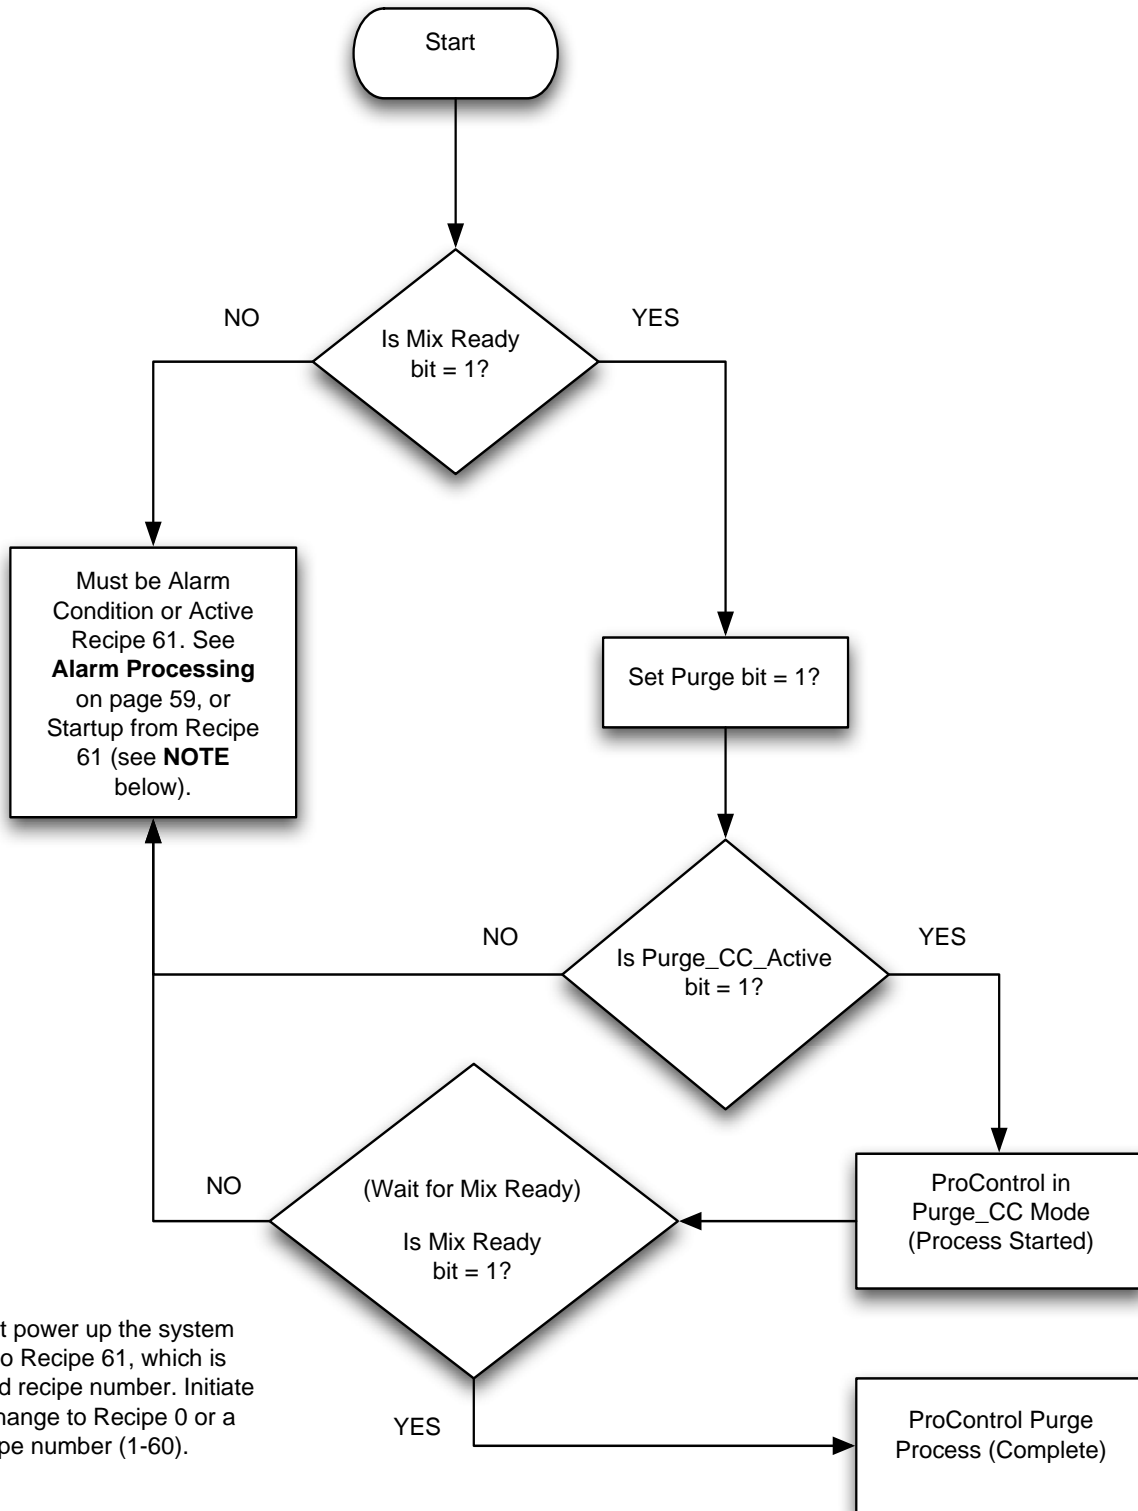 Start
NO
YES
Is Mix Ready
bit = 1?
Must be Alarm
Condition or Active
Recipe 61. See
Alarm Processing
on page 59, or
Startup from Recipe
61 (see NOTE
below).
Set Purge bit = 1?
NO
YES
Is Purge_CC_Active
bit = 1?
NO
(Wait for Mix Ready)
Is Mix Ready
bit = 1?
ProControl in
Purge_CC Mode
(Process Started)
power up the system
Recipe 61, which is
recipe number. Initiate
to Recipe 0 or a
number (1-60).
YES
ProControl Purge
Process (Complete)